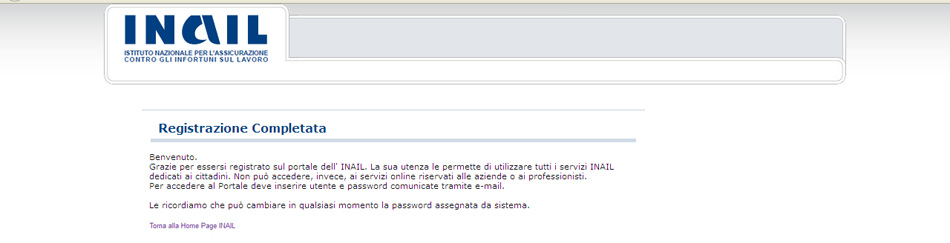 INAIL
ISTITUTO NAZIONALE PER L'ASSICURAZIONE
CONTRO GLI INFORTUNI SUL LAVORO
Registrazione Completata
Benvenuto.
Grazie per essersi registrato sul portale dell' INAIL. La sua utenza le permette di utilizzare tutti i servizi INAIL
dedicati ai cittadini. Non può accedere, invece, ai servizi online riservati alle aziende o ai professionisti.
Per accedere al Portale deve inserire utente e password comunicate tramite e-mail.
Le ricordiamo che può cambiare in qualsiasi momento la password assegnata da sistema.
Torna alla Home Page INAIL